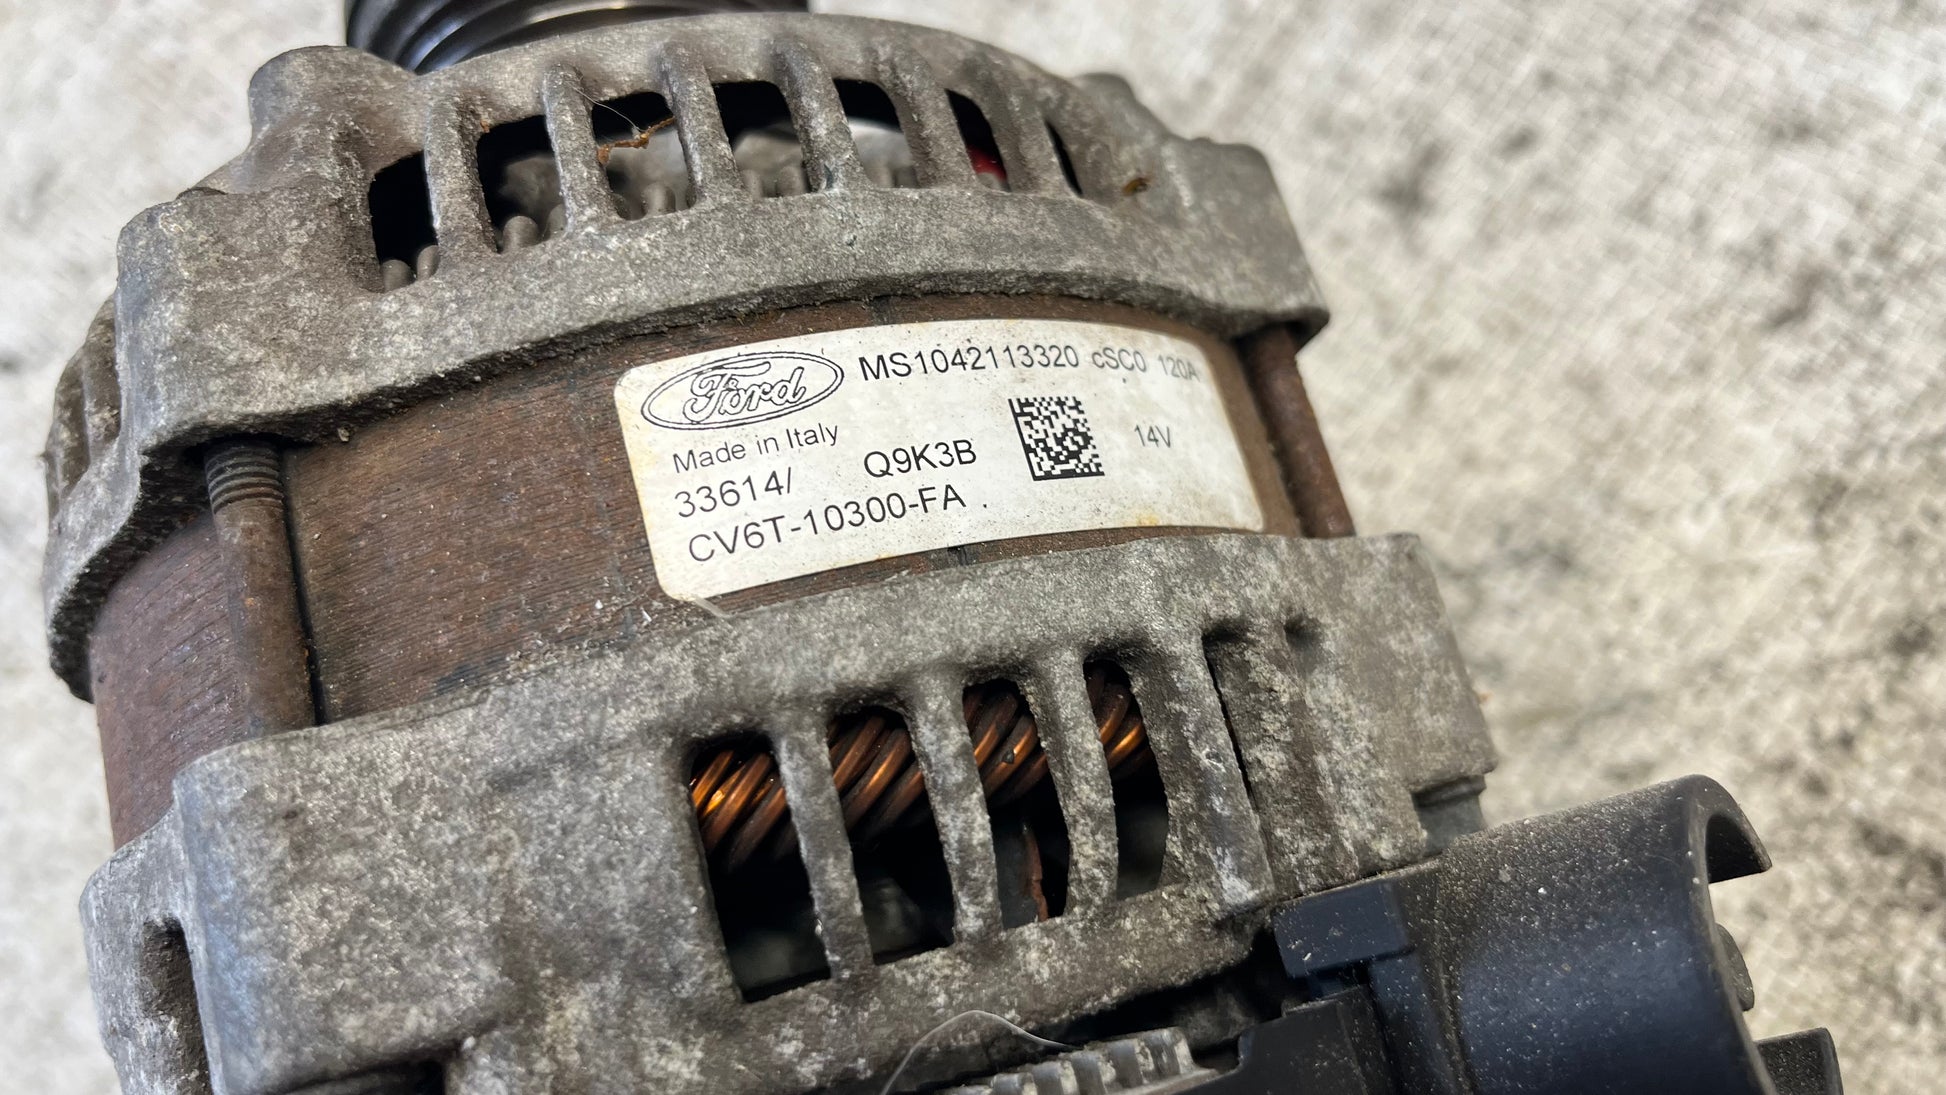 Ford MS1042113320 cSC0 120A
Made in Italy
14V
33614/ Q9K3B
CV6T-10300-FA .